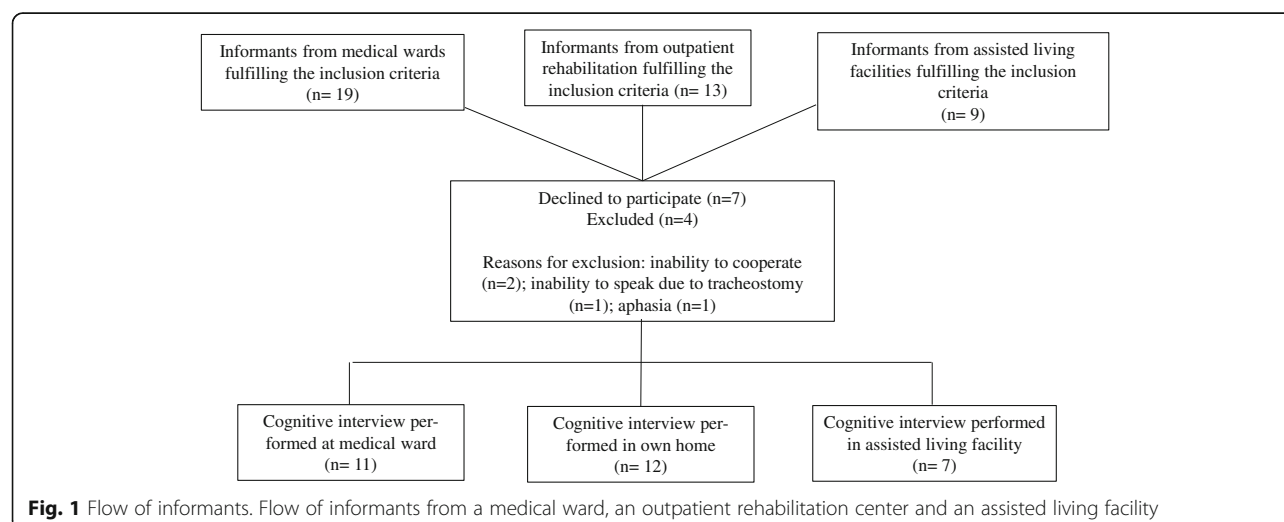 Informants from medical wards
fulfilling the inclusion criteria
(n= 19)
Informants from outpatient
rehabilitation fulfilling the
inclusion criteria (n= 13)
Informants from assisted living
facilities fulfilling the inclusion
criteria
(n= 9)
Declined to participate (n=7)
Excluded (n=4)
Reasons for exclusion: inability to cooperate
(n=2); inability to speak due to tracheostomy
(n=1); aphasia (n=1)
Cognitive interview per-
formed at medical ward
(n= 11)
Cognitive interview per-
formed in own home
(n= 12)
Cognitive interview performed
in assisted living facility
(n= 7)
Fig. 1 Flow of informants. Flow of informants from a medical ward, an outpatient rehabilitation center and an assisted living facility